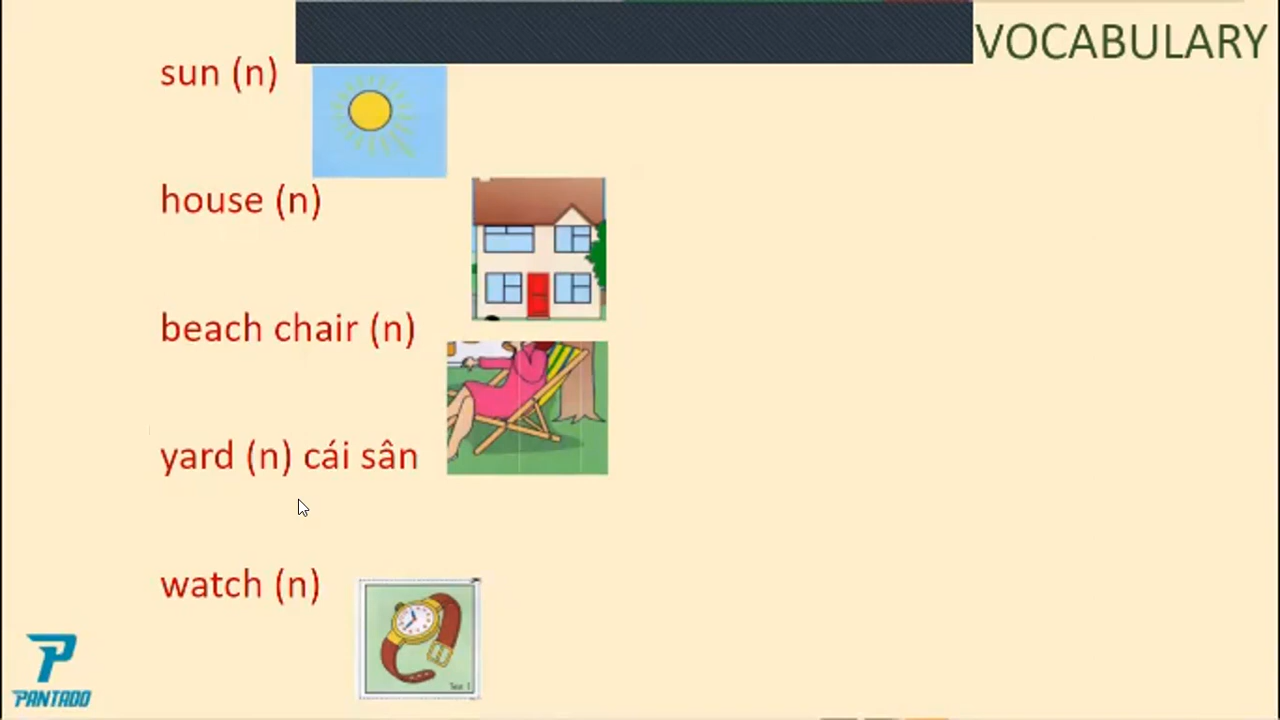 VOCABULARY
sun (n)
house (n)
beach chair (n)
yard (n) cái sân
watch (n)
PANTADO